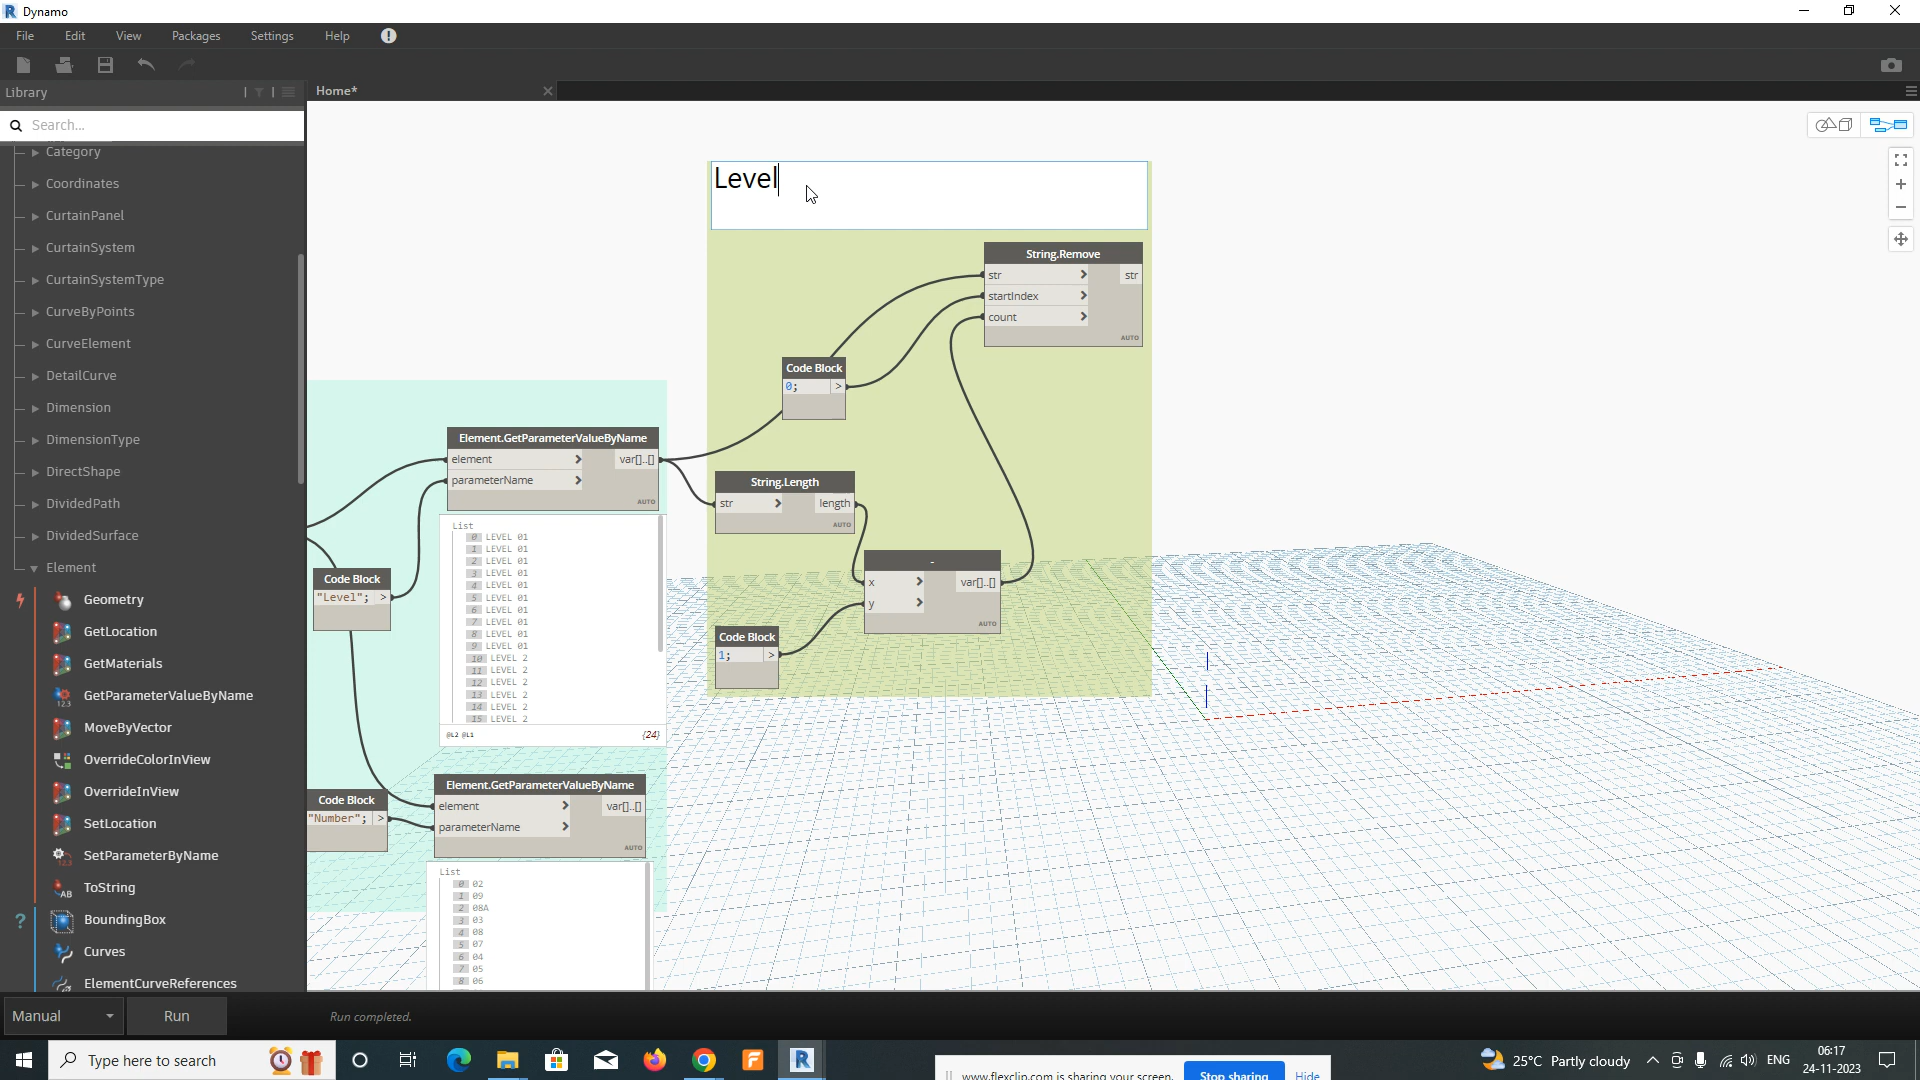 Dynamo
File Edit View Packages Settings Help
Library
Home*
Search...
Category
Coordinates
CurtainPanel
CurtainSystem
CurtainSystemType
CurveByPoints
CurveElement
DetailCurve
Dimension
DimensionType
DirectShape
DividedPath
DividedSurface
Element
Geometry
GetLocation
GetMaterials
GetParameterValueByName
MoveByVector
OverrideColorInView
OverrideInView
SetLocation
SetParameterByName
ToString
BoundingBox
Curves
ElementCurveReferences
Level
String.Remove
str > str
startIndex >
count >
AUTO
Code Block
0; >
Element.GetParameterValueByName
element > var[]..[]
parameterName >
AUTO
String.Length
str > length
AUTO
List
0 LEVEL 01
1 LEVEL 01
2 LEVEL 01
3 LEVEL 01
4 LEVEL 01
5 LEVEL 01
6 LEVEL 01
7 LEVEL 01
8 LEVEL 01
9 LEVEL 01
10 LEVEL 2
11 LEVEL 2
12 LEVEL 2
13 LEVEL 2
14 LEVEL 2
15 LEVEL 2
@L2 @L1 {24}
Code Block
"Level"; >
-
x > var[]..[]
y >
AUTO
Code Block
1; >
Element.GetParameterValueByName
element > var[]..[]
parameterName >
AUTO
Code Block
"Number"; >
List
0 02
1 09
2 08A
3 03
4 08
5 07
6 04
7 05
8 06
Manual Run Run completed.
Type here to search
www.flexclip.com is sharing your screen. Stop sharing Hide
25°C Partly cloudy
ENG
06:17
24-11-2023